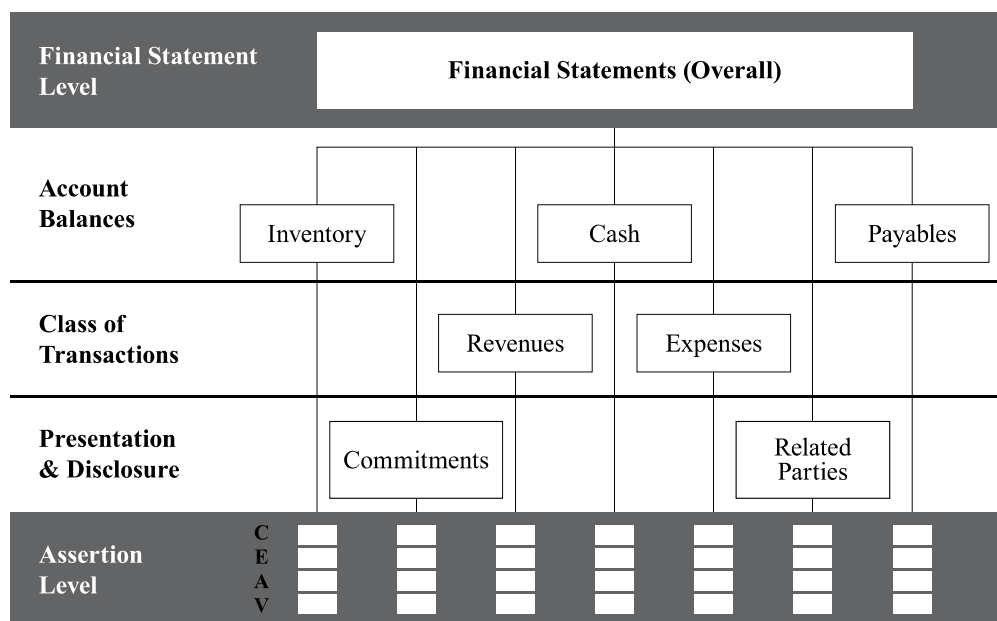 Financial Statement
Level
Financial Statements (Overall)
Account
Balances
Inventory
Cash
Payables
Class of
Transactions
Revenues
Expenses
Presentation
& Disclosure
Commitments
Related
Parties
Assertion
Level
C
E
A
V